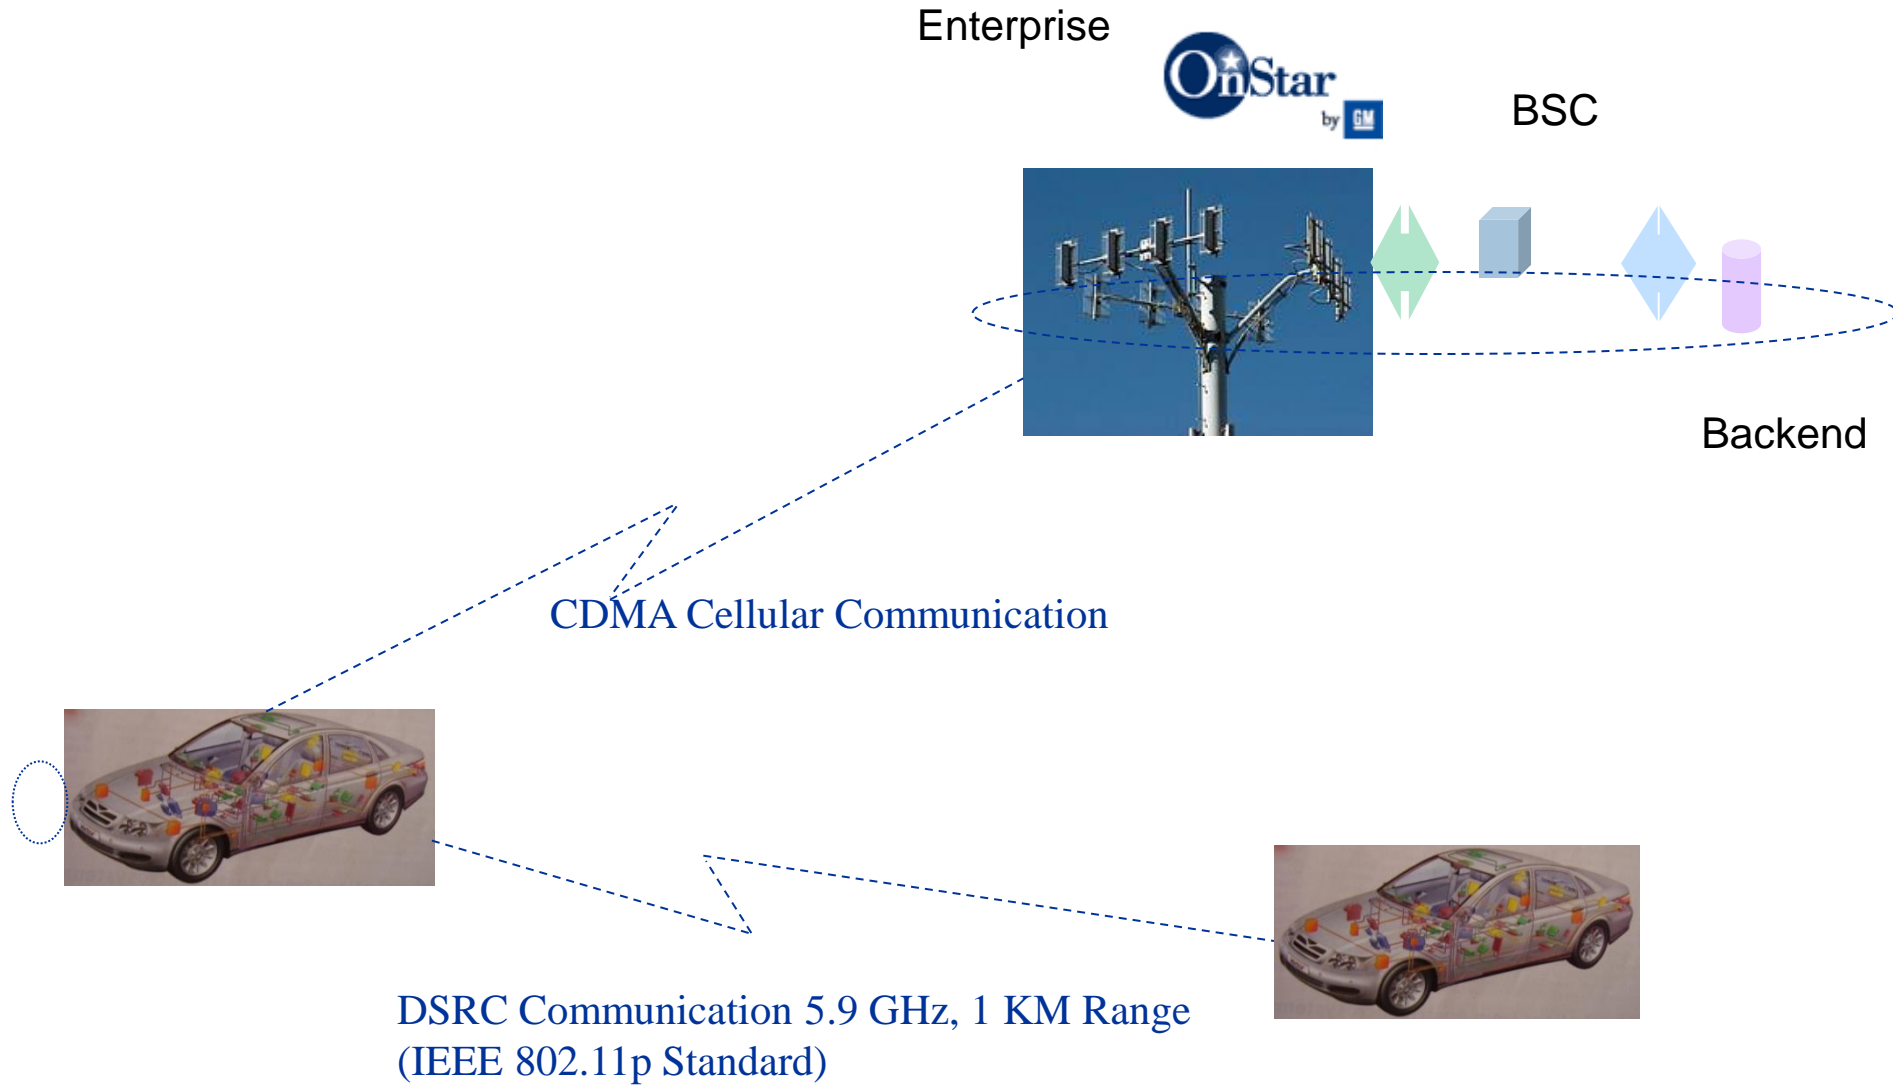 Enterprise
OnStar
by GM
BSC
Backend
CDMA Cellular Communication
DSRC Communication 5.9 GHz, 1 KM Range
(IEEE 802.11p Standard)